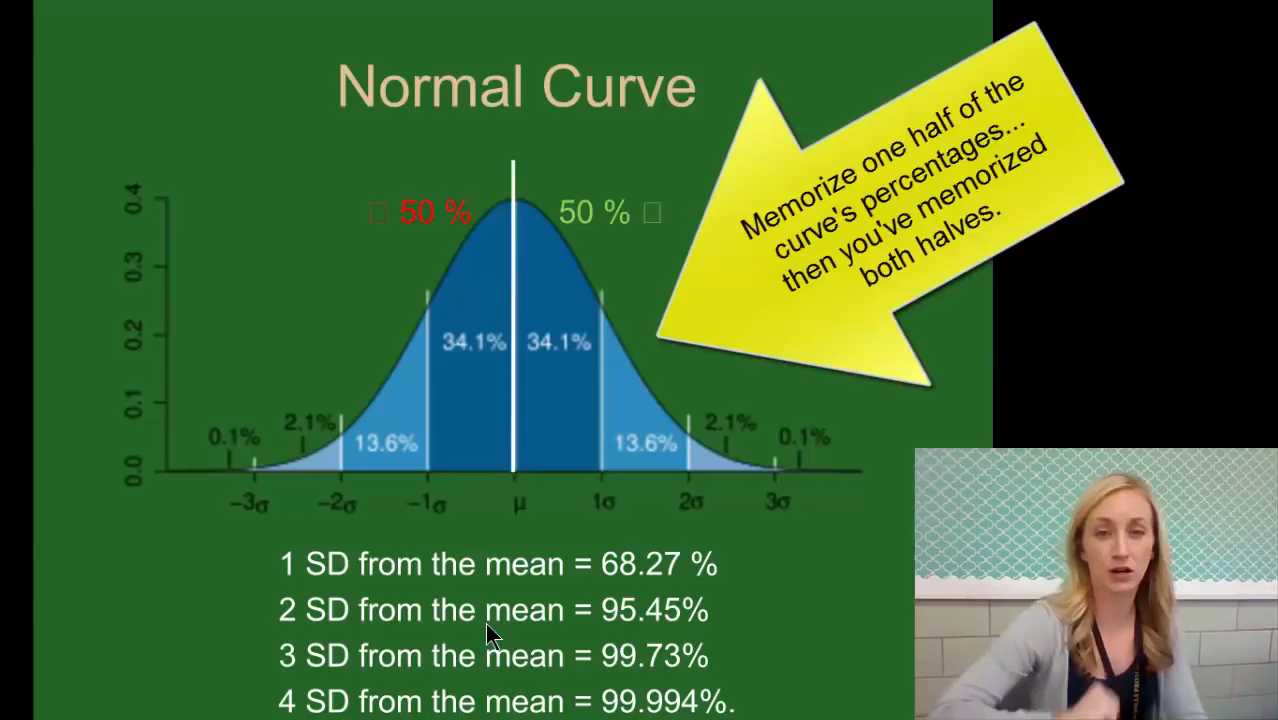 Normal Curve
Memorize one half of the
curve's percentages...
then you've memorized
both halves.
50 % 50 %
0.4
0.3
0.2
0.1
0.0
34.1% 34.1%
0.1% 2.1% 13.6% 13.6% 2.1% 0.1%
−3σ −2σ −1σ μ 1σ 2σ 3σ
1 SD from the mean = 68.27 %
2 SD from the mean = 95.45%
3 SD from the mean = 99.73%
4 SD from the mean = 99.994%.